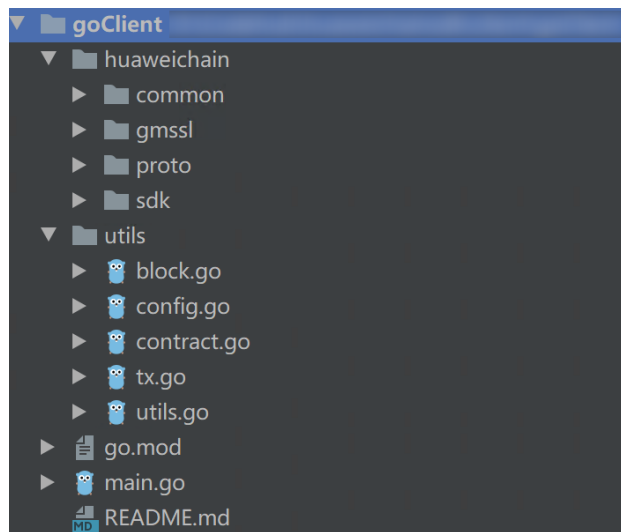 goClient
huaweichain
common
gmssl
proto
sdk
utils
block.go
config.go
contract.go
tx.go
utils.go
go.mod
main.go
MD README.md